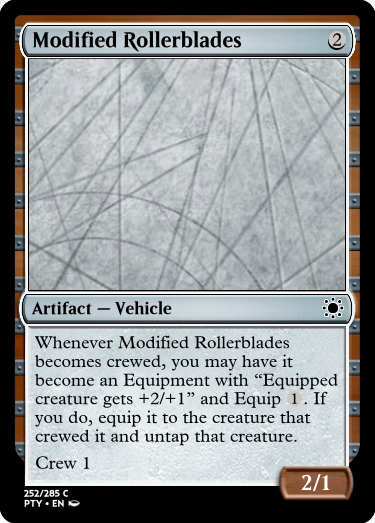 Modified Rollerblades 2
Artifact — Vehicle
Whenever Modified Rollerblades
becomes crewed, you may have it
become an Equipment with “Equipped
creature gets +2/+1” and Equip 1 . If
you do, equip it to the creature that
crewed it and untap that creature.
Crew 1
2/1
252/285 C
PTY • EN